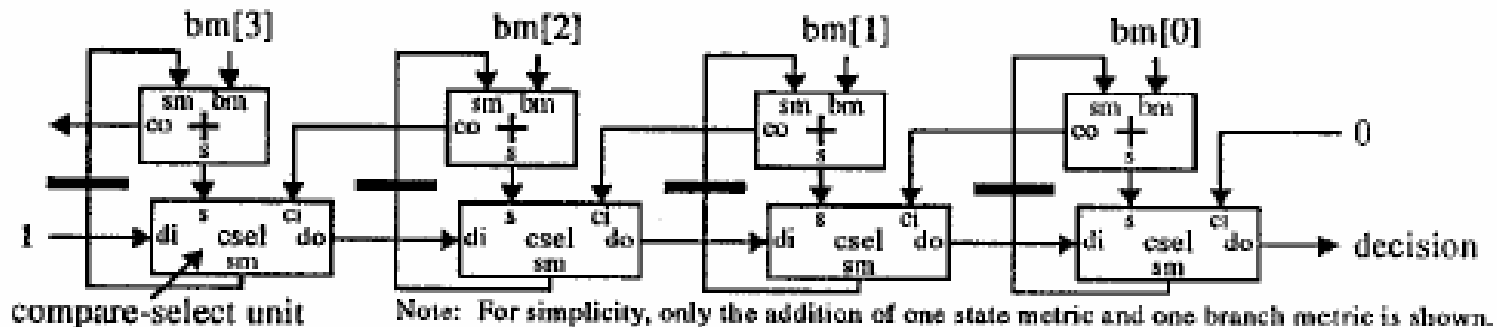 bm[3] bm[2] bm[1] bm[0]
sm bm sm bm sm bm sm bm
co + co + co + co + 0
s s s s
s ci s ci s ci s ci
1 di csel do di csel do di csel do di csel do decision
sm sm sm sm
compare-select unit
Note: For simplicity, only the addition of one state metric and one branch metric is shown.